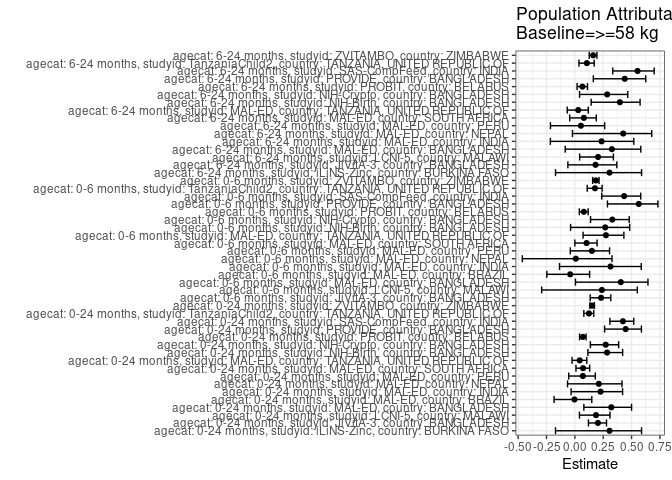 Population Attributa
Baseline=>=58 kg
agecat: 6-24 months, studyid: ZVITAMBO, country: ZIMBABWE
agecat: 6-24 months, studyid: TanzaniaChild2, country: TANZANIA, UNITED REPUBLIC OF
agecat: 6-24 months, studyid: SAS-CompFeed, country: INDIA
agecat: 6-24 months, studyid: PROVIDE, country: BANGLADESH
agecat: 6-24 months, studyid: PROBIT, country: BELARUS
agecat: 6-24 months, studyid: NIH-Crypto, country: BANGLADESH
agecat: 6-24 months, studyid: NIH-Birth, country: BANGLADESH
agecat: 6-24 months, studyid: MAL-ED, country: TANZANIA, UNITED REPUBLIC OF
agecat: 6-24 months, studyid: MAL-ED, country: SOUTH AFRICA
agecat: 6-24 months, studyid: MAL-ED, country: PERU
agecat: 6-24 months, studyid: MAL-ED, country: NEPAL
agecat: 6-24 months, studyid: MAL-ED, country: INDIA
agecat: 6-24 months, studyid: MAL-ED, country: BANGLADESH
agecat: 6-24 months, studyid: LCNI-5, country: MALAWI
agecat: 6-24 months, studyid: JiVitA-3, country: BANGLADESH
agecat: 6-24 months, studyid: iLiNS-Zinc, country: BURKINA FASO
agecat: 0-6 months, studyid: ZVITAMBO, country: ZIMBABWE
agecat: 0-6 months, studyid: TanzaniaChild2, country: TANZANIA, UNITED REPUBLIC OF
agecat: 0-6 months, studyid: SAS-CompFeed, country: INDIA
agecat: 0-6 months, studyid: PROVIDE, country: BANGLADESH
agecat: 0-6 months, studyid: PROBIT, country: BELARUS
agecat: 0-6 months, studyid: NIH-Crypto, country: BANGLADESH
agecat: 0-6 months, studyid: NIH-Birth, country: BANGLADESH
agecat: 0-6 months, studyid: MAL-ED, country: TANZANIA, UNITED REPUBLIC OF
agecat: 0-6 months, studyid: MAL-ED, country: SOUTH AFRICA
agecat: 0-6 months, studyid: MAL-ED, country: PERU
agecat: 0-6 months, studyid: MAL-ED, country: NEPAL
agecat: 0-6 months, studyid: MAL-ED, country: INDIA
agecat: 0-6 months, studyid: MAL-ED, country: BRAZIL
agecat: 0-6 months, studyid: MAL-ED, country: BANGLADESH
agecat: 0-6 months, studyid: LCNI-5, country: MALAWI
agecat: 0-6 months, studyid: JiVitA-3, country: BANGLADESH
agecat: 0-24 months, studyid: ZVITAMBO, country: ZIMBABWE
agecat: 0-24 months, studyid: TanzaniaChild2, country: TANZANIA, UNITED REPUBLIC OF
agecat: 0-24 months, studyid: SAS-CompFeed, country: INDIA
agecat: 0-24 months, studyid: PROVIDE, country: BANGLADESH
agecat: 0-24 months, studyid: PROBIT, country: BELARUS
agecat: 0-24 months, studyid: NIH-Crypto, country: BANGLADESH
agecat: 0-24 months, studyid: NIH-Birth, country: BANGLADESH
agecat: 0-24 months, studyid: MAL-ED, country: TANZANIA, UNITED REPUBLIC OF
agecat: 0-24 months, studyid: MAL-ED, country: SOUTH AFRICA
agecat: 0-24 months, studyid: MAL-ED, country: PERU
agecat: 0-24 months, studyid: MAL-ED, country: NEPAL
agecat: 0-24 months, studyid: MAL-ED, country: INDIA
agecat: 0-24 months, studyid: MAL-ED, country: BRAZIL
agecat: 0-24 months, studyid: MAL-ED, country: BANGLADESH
agecat: 0-24 months, studyid: LCNI-5, country: MALAWI
agecat: 0-24 months, studyid: JiVitA-3, country: BANGLADESH
agecat: 0-24 months, studyid: iLiNS-Zinc, country: BURKINA FASO
-0.50 -0.25 0.00 0.25 0.50 0.75
Estimate